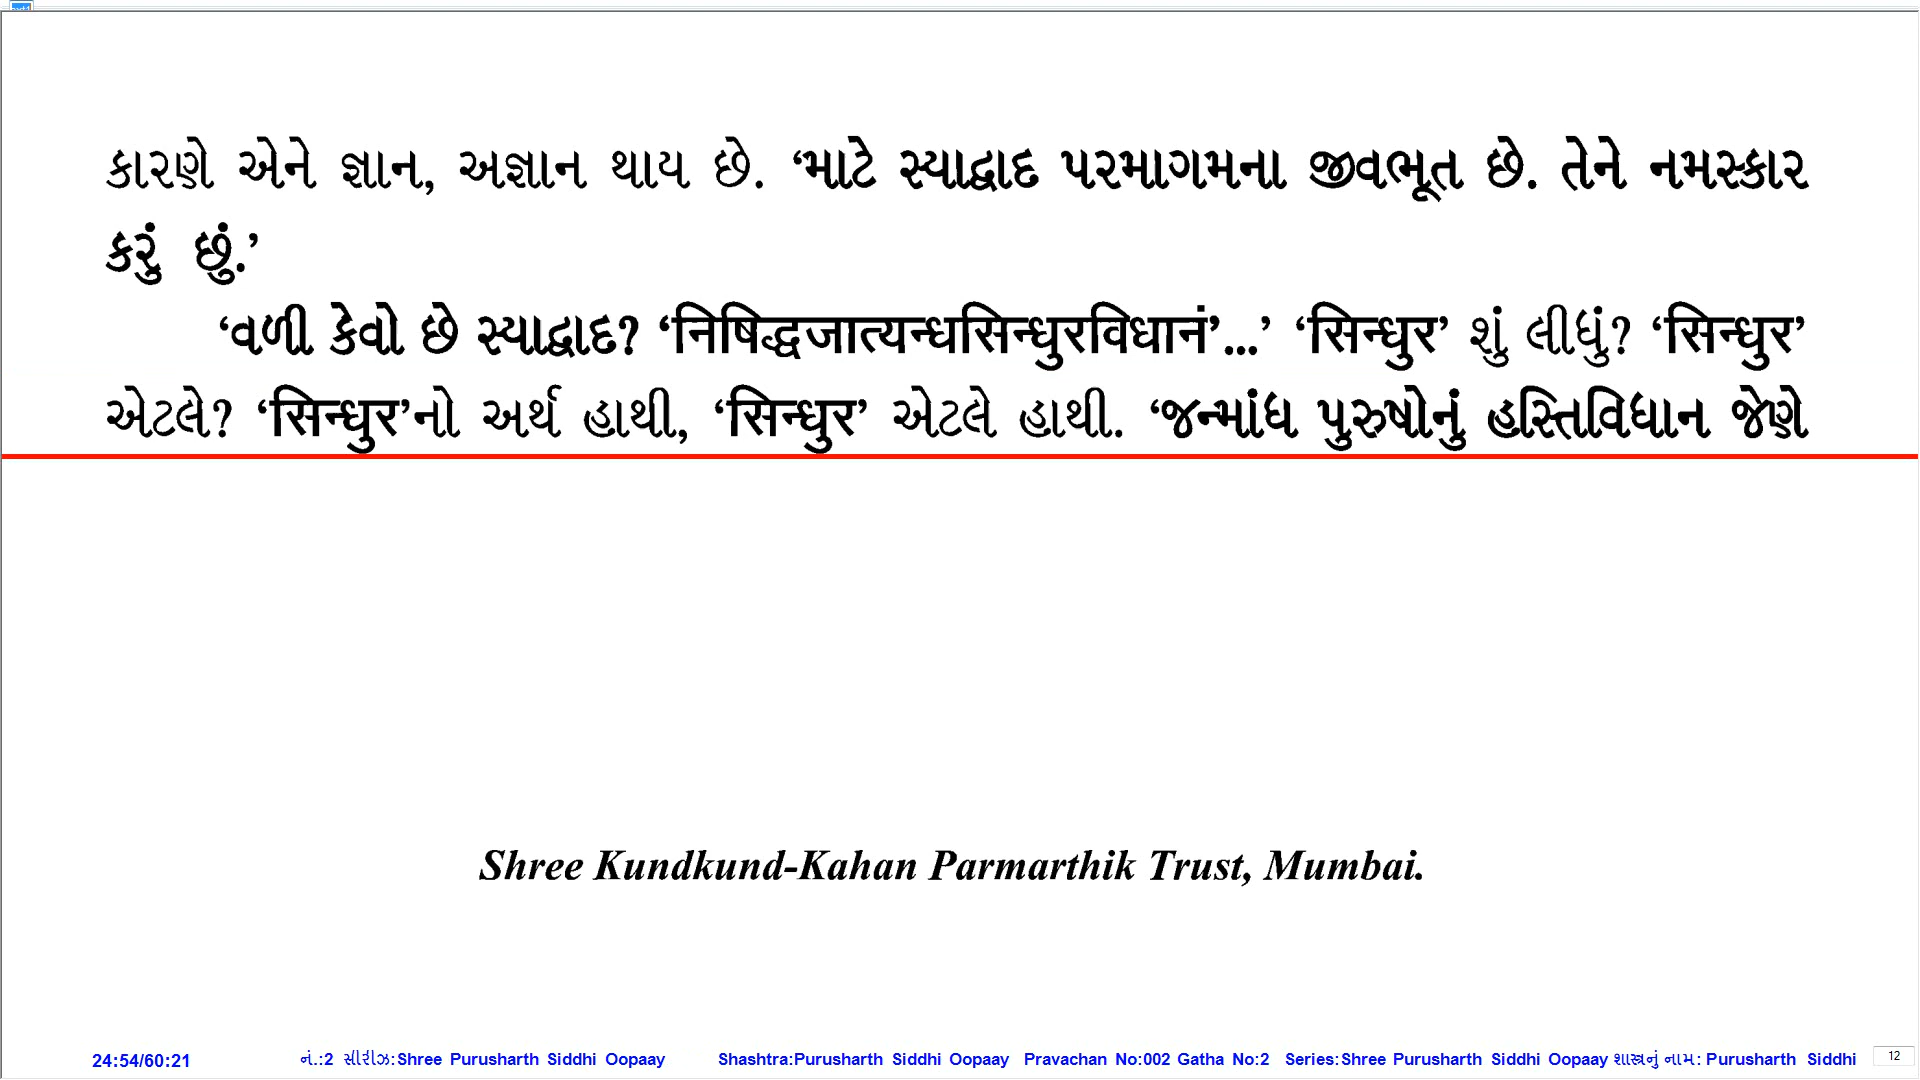 કારણે એને જ્ઞાન, અજ્ઞાન થાય છે. ‘માટે સ્યાદ્વાદ પરમાગમના જીવભૂત છે. તેને નમસ્કાર
કરું છું.’
‘વળી કેવો છે સ્યાદ્વાદ? ‘निषिद्धजात्यन्धसिन्धुरविधानं’...’ ‘सिन्धुर’ શું લીધું? ‘सिन्धुर’
એટલે? ‘सिन्धुर’નો અર્થ હાથી, ‘सिन्धुर’ એટલે હાથી. ‘જન્માંધ પુરુષોનું હસ્તિવિધાન જેણે
Shree Kundkund-Kahan Parmarthik Trust, Mumbai.
24:54/60:21 નં.:2 સીરીઝ:Shree Purusharth Siddhi Oopaay Shashtra:Purusharth Siddhi Oopaay Pravachan No:002 Gatha No:2 Series:Shree Purusharth Siddhi Oopaay શાસ્ત્રનું નામ: Purusharth Siddhi 12